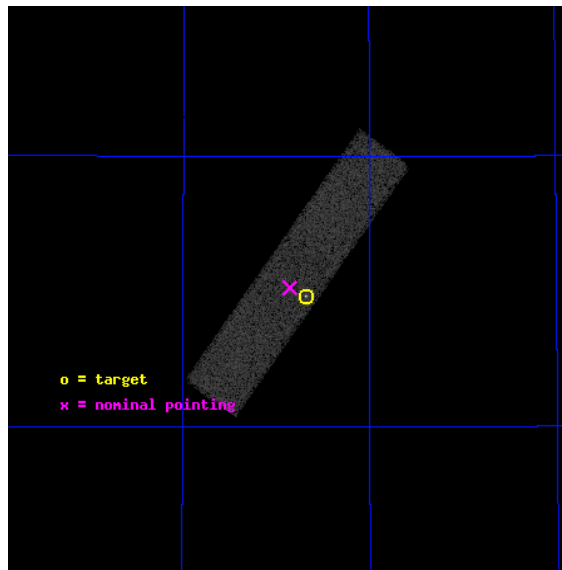 o = target
x = nominal pointing